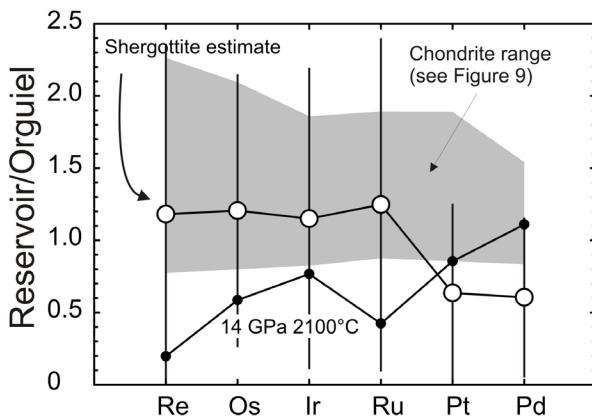 2.5
Shergottite estimate
Chondrite range
(see Figure 9)
2.0
1.5
1.0
0.5
0
Reservoir/Orguiel
14 GPa 2100°C
Re Os Ir Ru Pt Pd